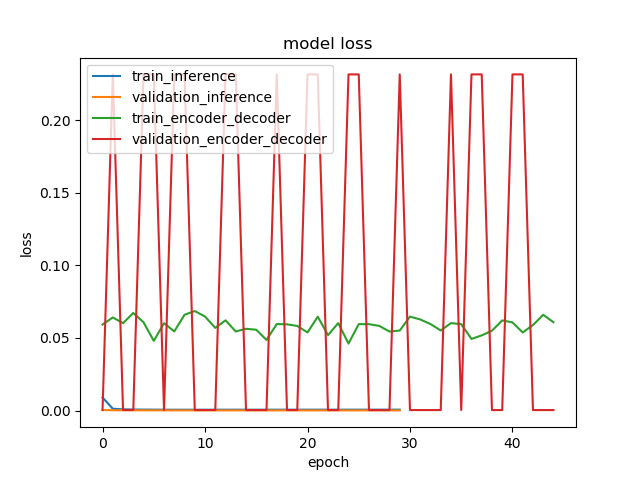 model loss
train_inference
validation_inference
train_encoder_decoder
validation_encoder_decoder
0.20
0.15
0.10
0.05
0.00
loss
0 10 20 30 40
epoch